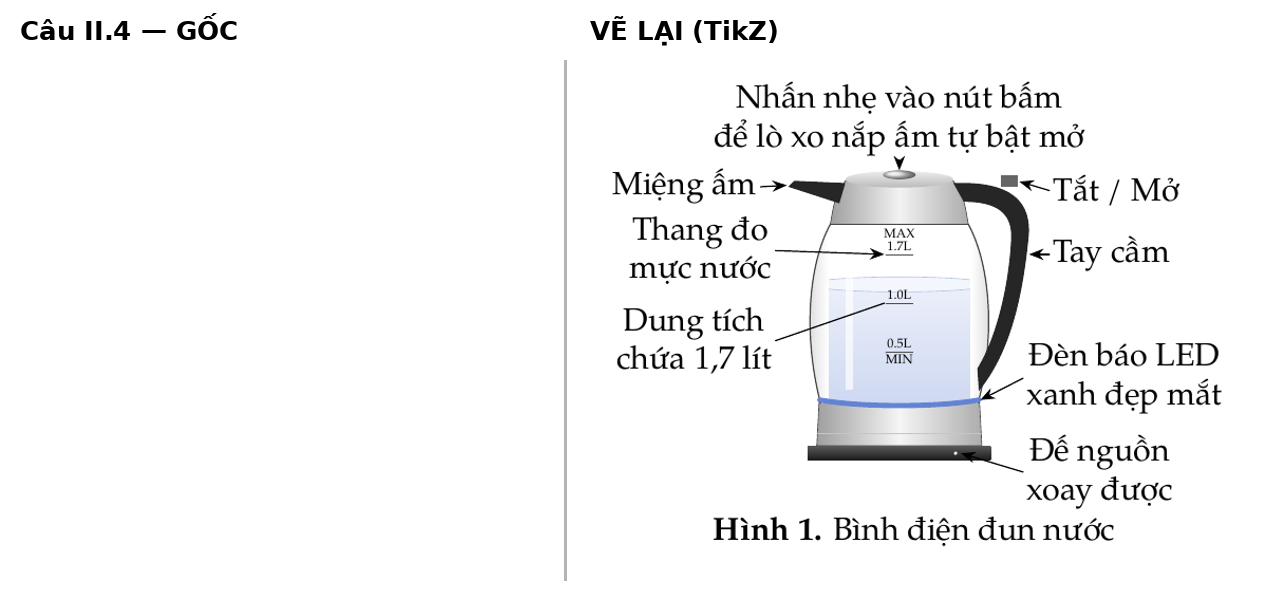 Câu II.4 — GỐC
VẼ LẠI (TikZ)
Nhấn nhẹ vào nút bấm
để lò xo nắp ấm tự bật mở
Miệng ấm
Tắt / Mở
Thang đo
mực nước
MAX
1.7L
Tay cầm
1.0L
Dung tích
chứa 1,7 lít
0.5L
MIN
Đèn báo LED
xanh đẹp mắt
Đế nguồn
xoay được
Hình 1. Bình điện đun nước